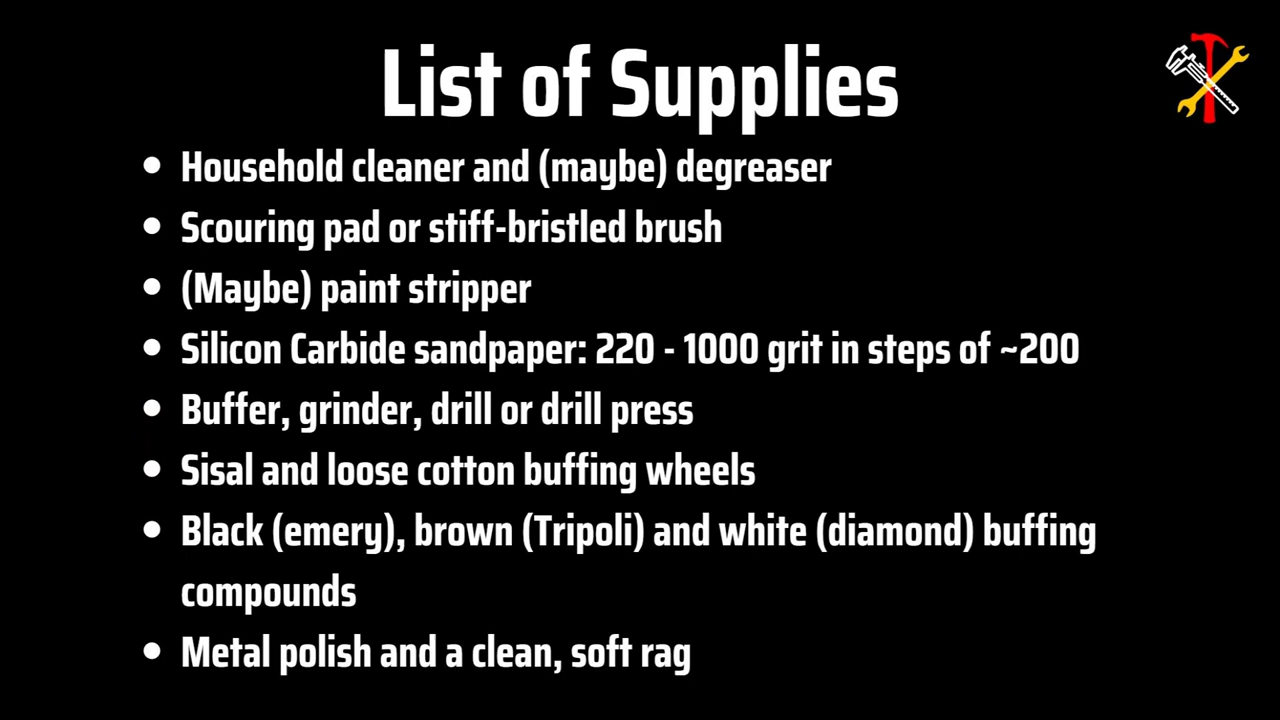 List of Supplies
• Household cleaner and (maybe) degreaser
• Scouring pad or stiff-bristled brush
• (Maybe) paint stripper
• Silicon Carbide sandpaper: 220 - 1000 grit in steps of ~200
• Buffer, grinder, drill or drill press
• Sisal and loose cotton buffing wheels
• Black (emery), brown (Tripoli) and white (diamond) buffing
compounds
• Metal polish and a clean, soft rag